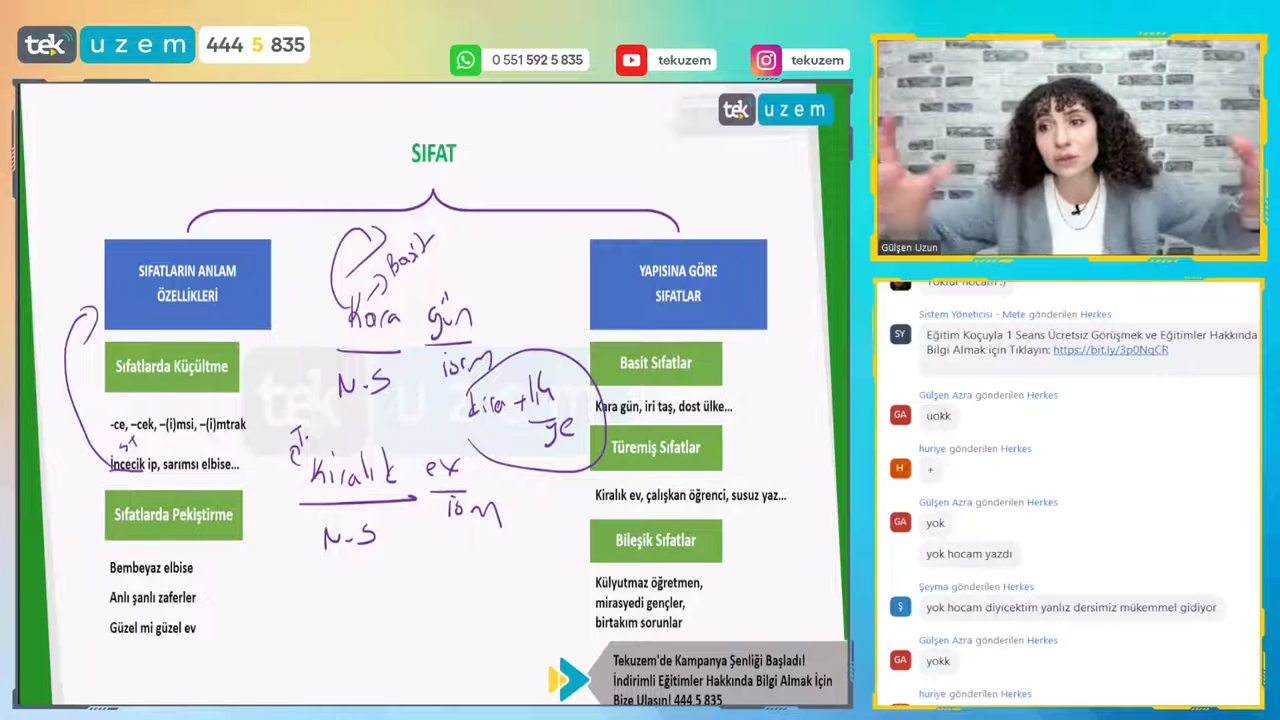 tek uzem 444 5 835
0 551 592 5 835
tekuzem
tekuzem
tek uzem
SIFAT
SIFATLARIN ANLAM
ÖZELLİKLERİ
Sıfatlarda Küçültme
-ce, –cek, –(i)msi, –(i)mtrak
İncecik ip, sarımsı elbise...
Sıfatlarda Pekiştirme
Bembeyaz elbise
Anlı şanlı zaferler
Güzel mi güzel ev
Basit
Kara gün
N.S isim
kira + lık
ye
Kiralık ev
N.S isim
YAPISINA GÖRE
SIFATLAR
Basit Sıfatlar
Kara gün, iri taş, dost ülke...
Türemiş Sıfatlar
Kiralık ev, çalışkan öğrenci, susuz yaz...
Bileşik Sıfatlar
Külyutmaz öğretmen,
mirasyedi gençler,
birtakım sorunlar
Tekuzem'de Kampanya Şenliği Başladı!
İndirimli Eğitimler Hakkında Bilgi Almak İçin
Bize Ulaşın! 444 5 835
Gülşen Uzun
Yoktur hocam :)
Sistem Yöneticisi - Mete gönderilen Herkes
SY
Eğitim Koçuyla 1 Seans Ücretsiz Görüşmek ve Eğitimler Hakkında
Bilgi Almak için Tıklayın: https://bit.ly/3p0NqCR
Gülşen Azra gönderilen Herkes
GA uokk
huriye gönderilen Herkes
H +
Gülşen Azra gönderilen Herkes
GA yok
yok hocam yazdı
Şeyma gönderilen Herkes
Ş yok hocam diyicektim yanlız dersimiz mükemmel gidiyor
Gülşen Azra gönderilen Herkes
GA yokk
huriye gönderilen Herkes